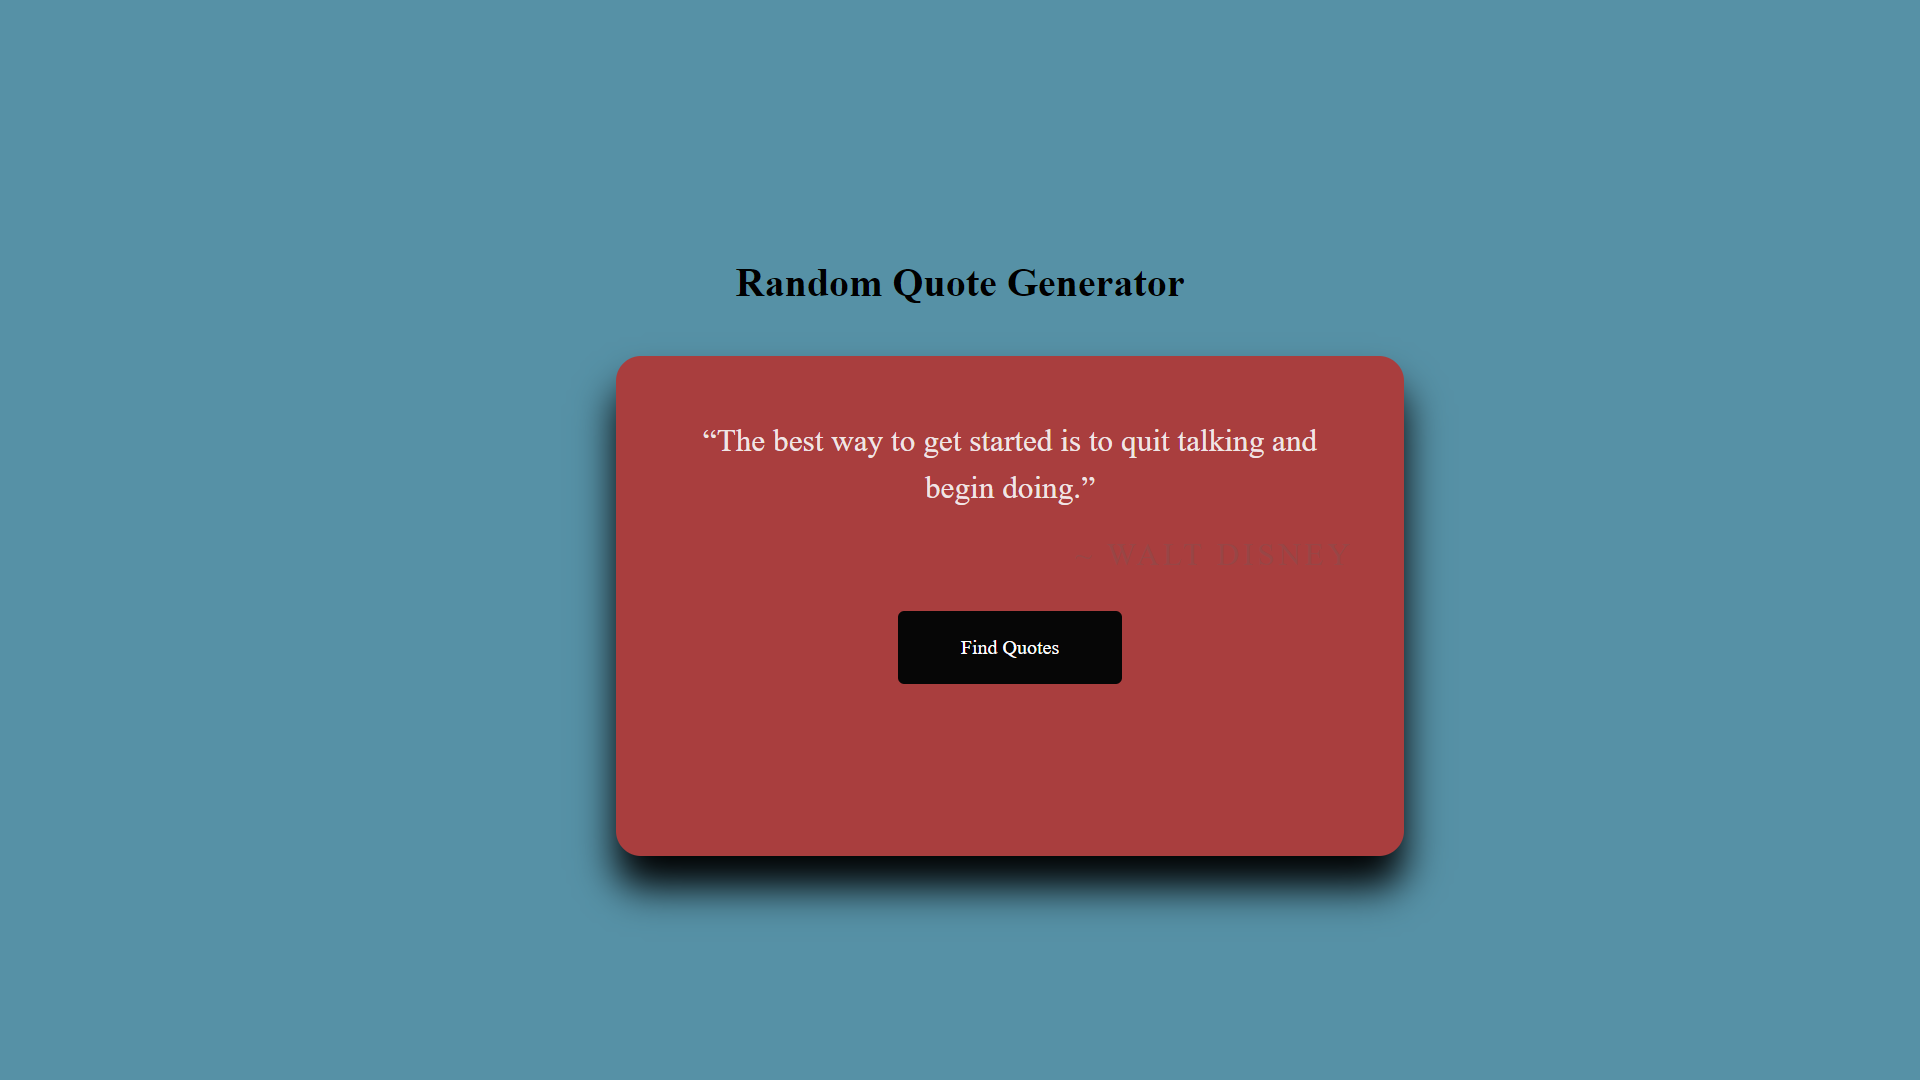 Random Quote Generator
“The best way to get started is to quit talking and
begin doing.”
- WALT DISNEY
Find Quotes